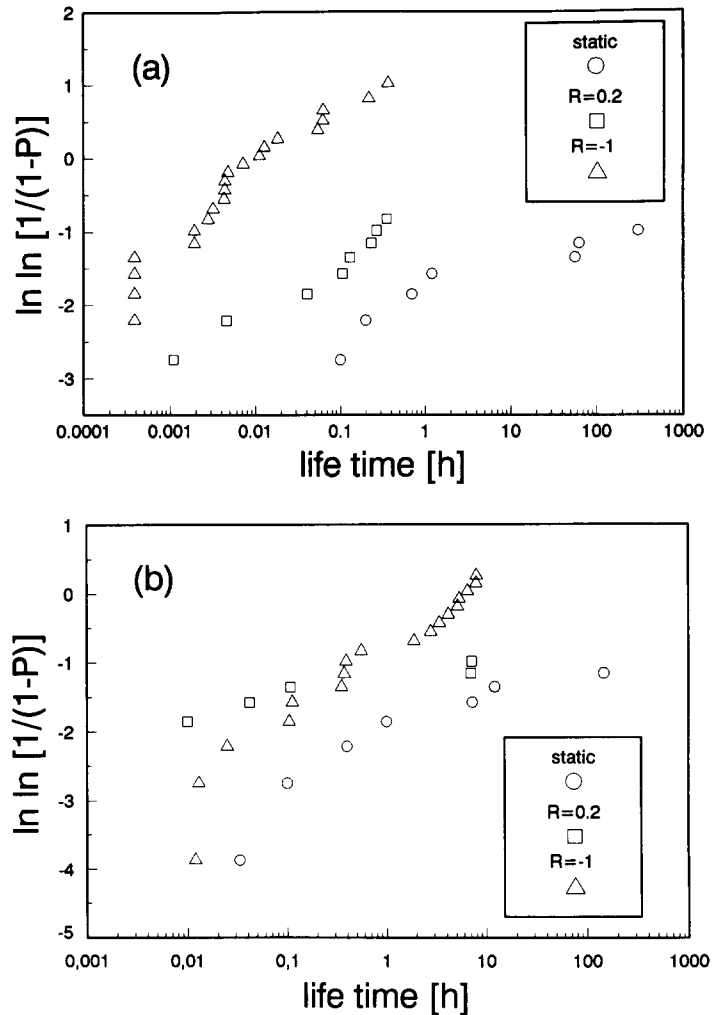 2
1
0
-1
-2
-3
ln ln [1/(1-P)]
(a)
static
R=0.2
R=-1
0.0001
0.001
0.01
0.1
1
10
100
1000
life time [h]
1
0
-1
-2
-3
-4
-5
ln ln [1/(1-P)]
(b)
static
R=0.2
R=-1
0,001
0,01
0,1
1
10
100
1000
life time [h]